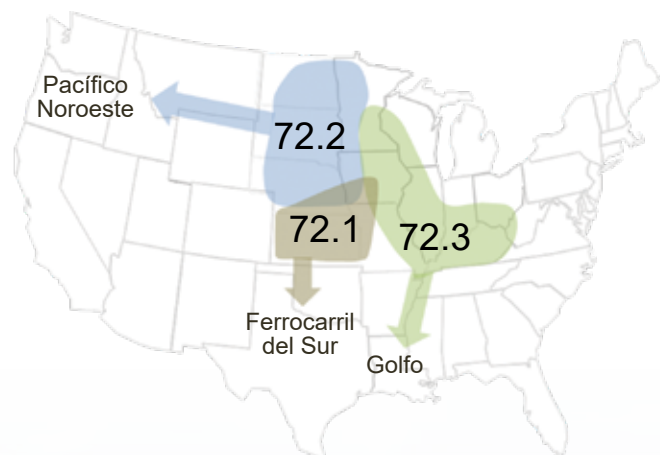 Pacífico
Noroeste
72.2
72.1
72.3
Ferrocarril
del Sur
Golfo